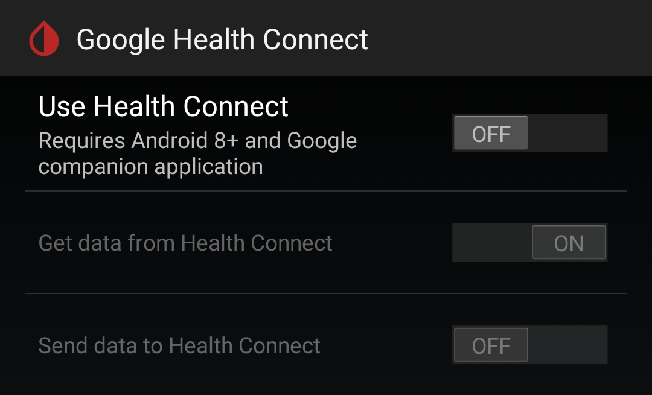 Google Health Connect
Use Health Connect
Requires Android 8+ and Google
companion application
OFF
Get data from Health Connect
ON
Send data to Health Connect
OFF